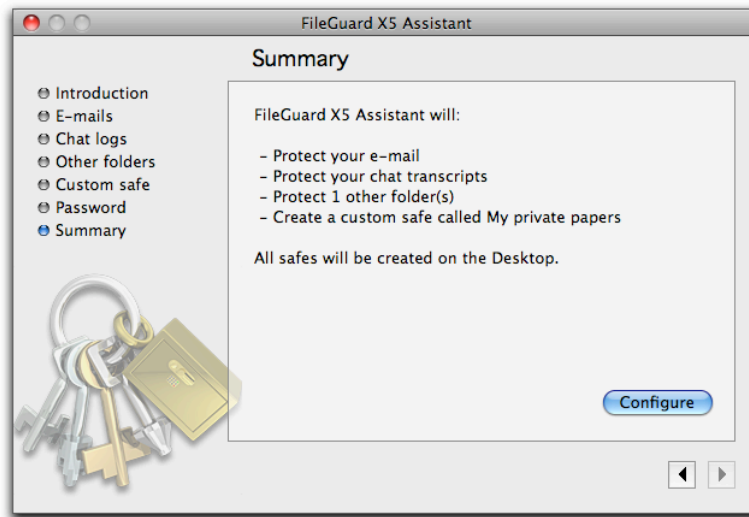 FileGuard X5 Assistant
Summary
Introduction
E-mails
Chat logs
Other folders
Custom safe
Password
Summary
FileGuard X5 Assistant will:
- Protect your e-mail
- Protect your chat transcripts
- Protect 1 other folder(s)
- Create a custom safe called My private papers
All safes will be created on the Desktop.
Configure